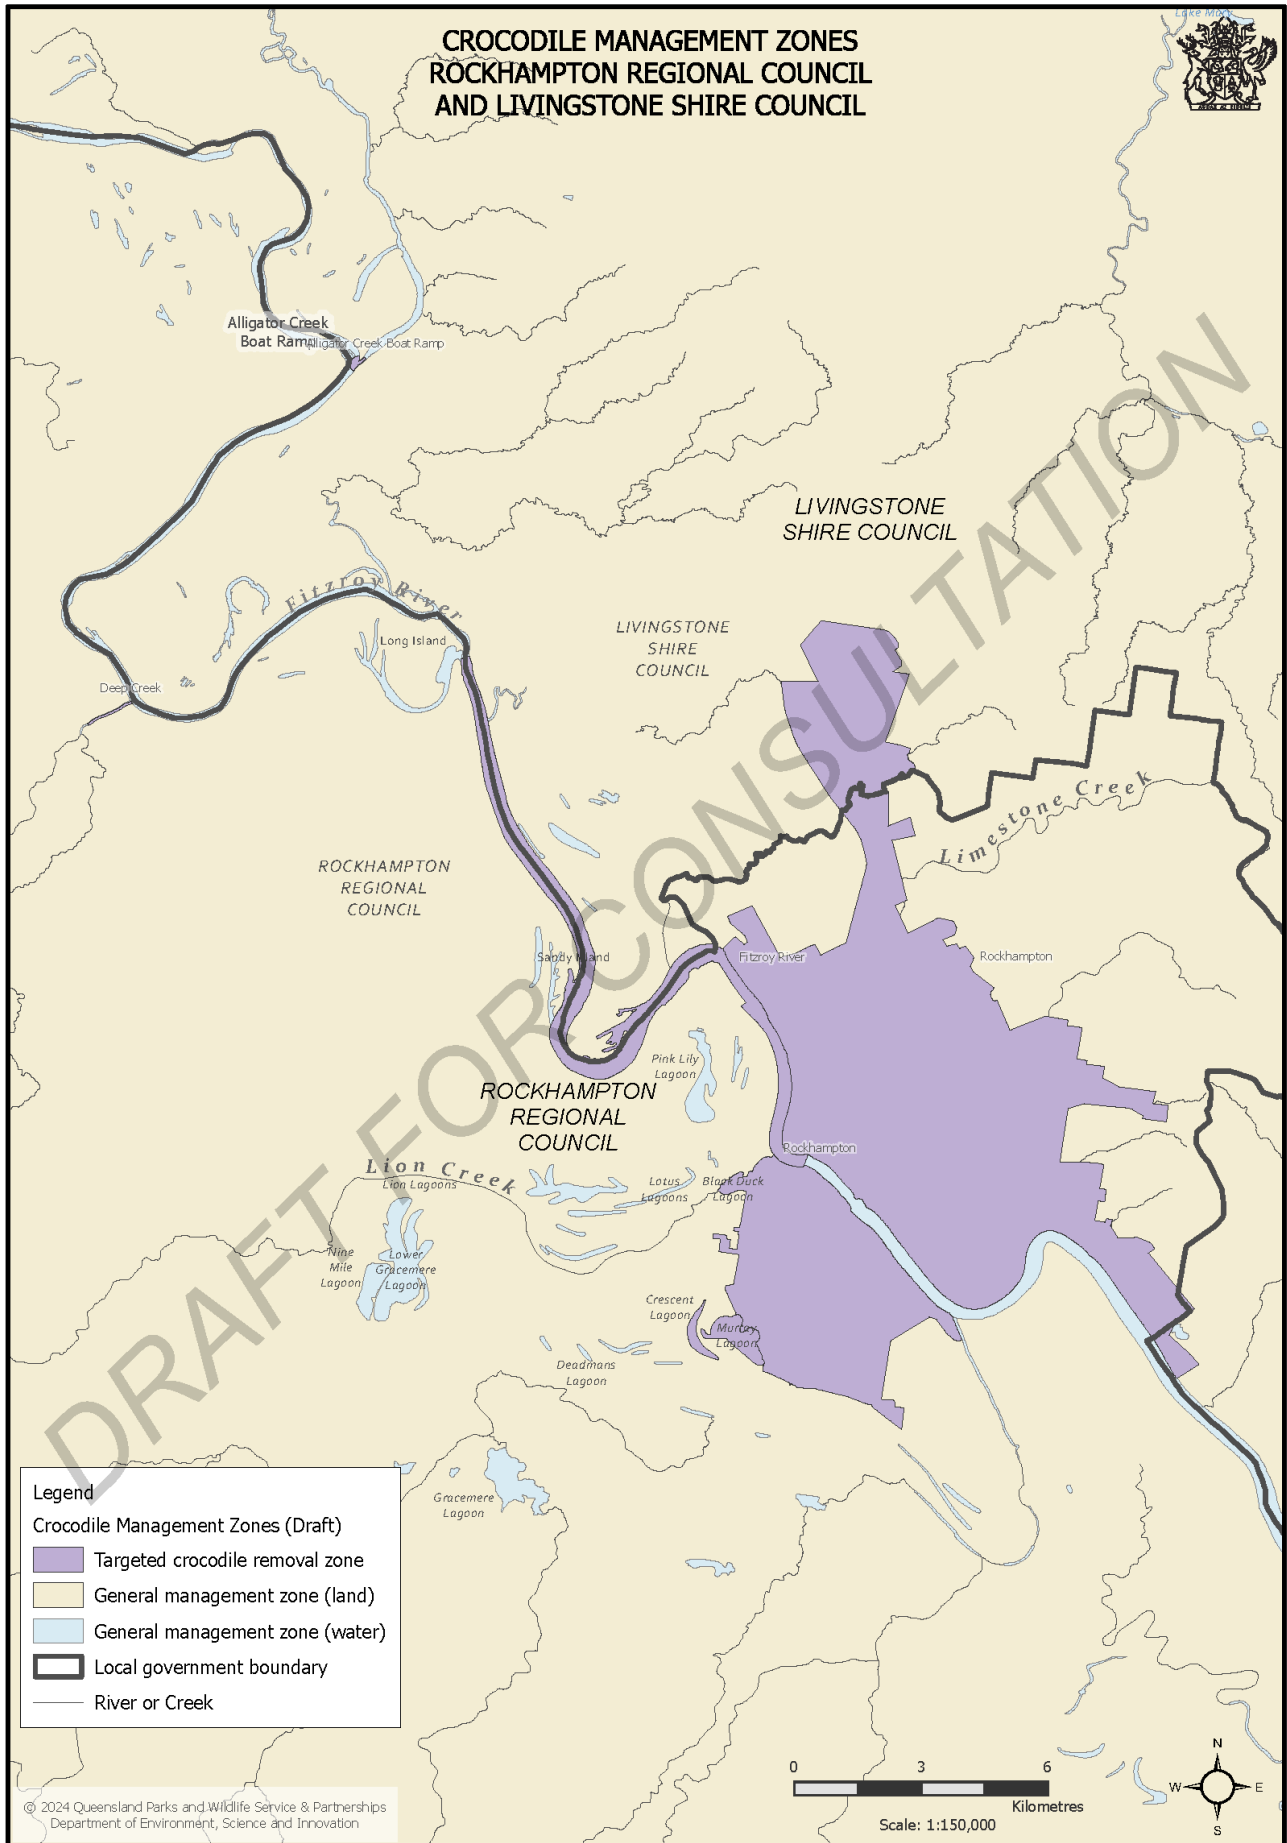 Lake Mary
CROCODILE MANAGEMENT ZONES
ROCKHAMPTON REGIONAL COUNCIL
AND LIVINGSTONE SHIRE COUNCIL
Alligator Creek
Boat Ramp
Alligator Creek Boat Ramp
LIVINGSTONE
SHIRE COUNCIL
Fitzroy River
Long Island
LIVINGSTONE
SHIRE
COUNCIL
Deep Creek
Limestone Creek
ROCKHAMPTON
REGIONAL
COUNCIL
Sandy Island
Fitzroy River
Rockhampton
Pink Lily
Lagoon
ROCKHAMPTON
REGIONAL
COUNCIL
Rockhampton
Lion Creek
Lion Lagoons
Lotus
Lagoons
Black Duck
Lagoon
Nine
Mile
Lagoon
Lower
Gracemere
Lagoon
Crescent
Lagoon
Murray
Lagoon
Deadmans
Lagoon
Gracemere
Lagoon
DRAFT FOR CONSULTATION
Legend
Crocodile Management Zones (Draft)
Targeted crocodile removal zone
General management zone (land)
General management zone (water)
Local government boundary
River or Creek
© 2024 Queensland Parks and Wildlife Service & Partnerships
Department of Environment, Science and Innovation
0 3 6
Kilometres
Scale: 1:150,000
N
W E
S